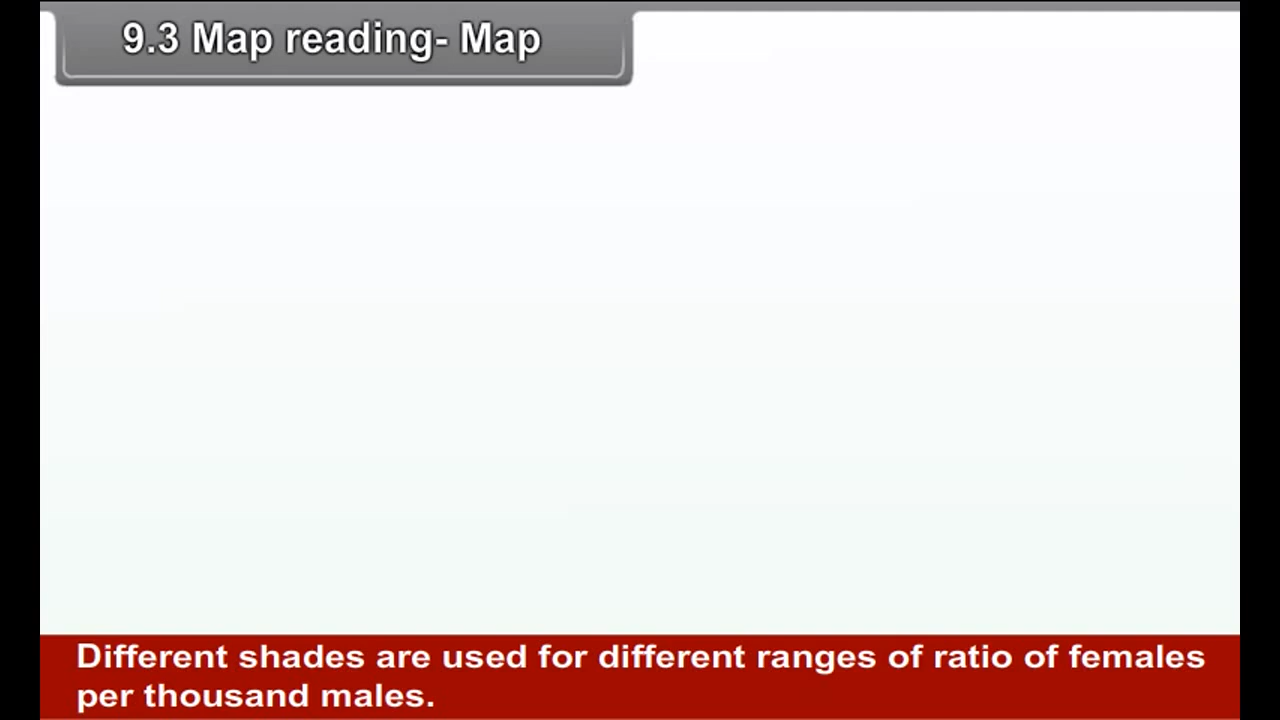 9.3 Map reading- Map
Different shades are used for different ranges of ratio of females
per thousand males.